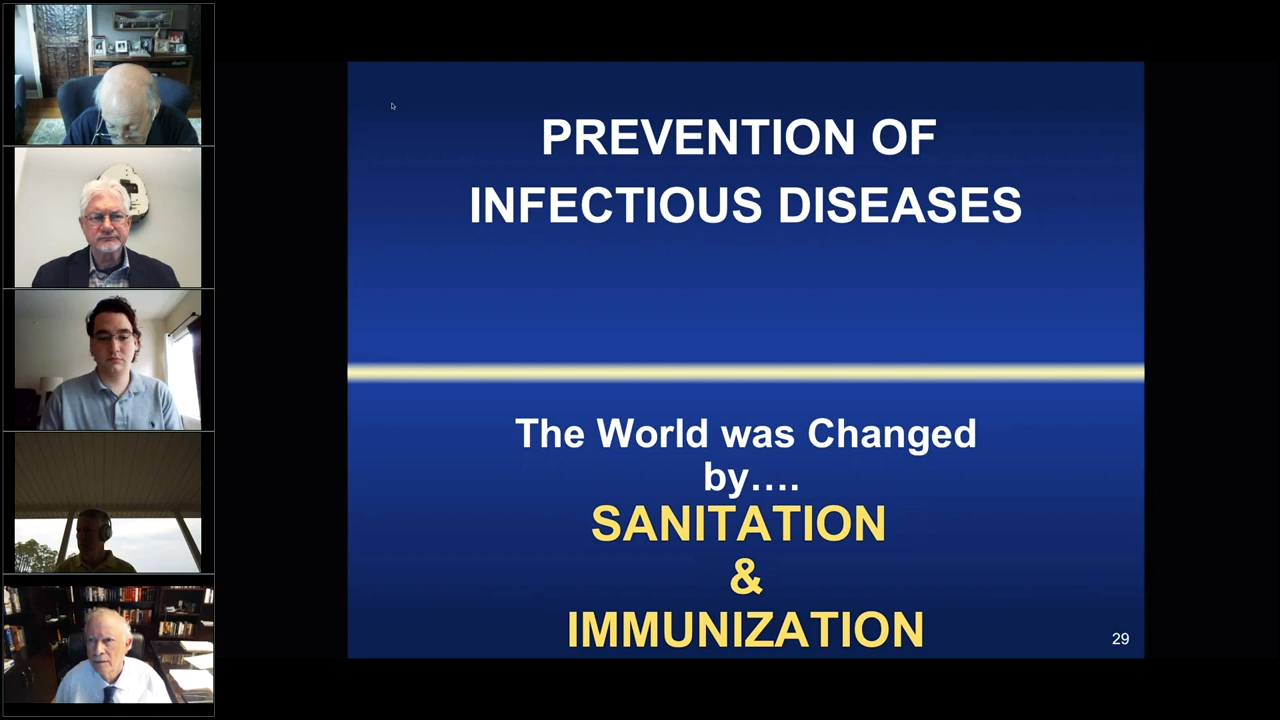 PREVENTION OF
INFECTIOUS DISEASES
The World was Changed
by….
SANITATION
&
IMMUNIZATION
29